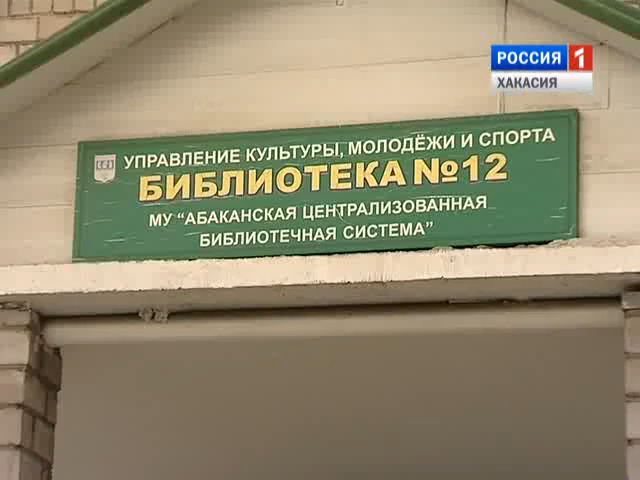 РОССИЯ 1
ХАКАСИЯ
УПРАВЛЕНИЕ КУЛЬТУРЫ, МОЛОДЁЖИ И СПОРТА
БИБЛИОТЕКА №12
МУ "АБАКАНСКАЯ ЦЕНТРАЛИЗОВАННАЯ
БИБЛИОТЕЧНАЯ СИСТЕМА"